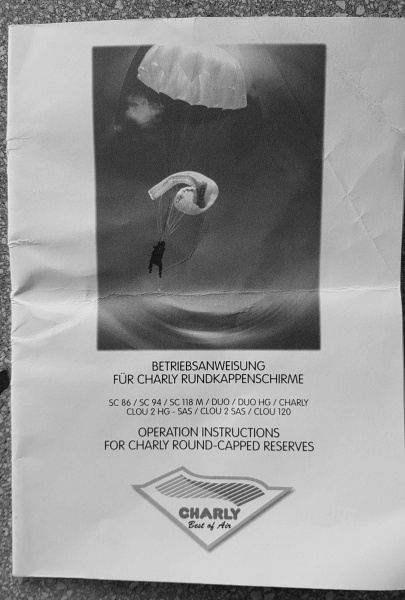 BETRIEBSANWEISUNG
FÜR CHARLY RUNDKAPPENSCHIRME
SC 86 / SC 94 / SC 118 M / DUO / DUO HG / CHARLY
CLOU 2 HG - SAS / CLOU 2 SAS / CLOU 120
OPERATION INSTRUCTIONS
FOR CHARLY ROUND-CAPPED RESERVES
CHARLY
Best of Air